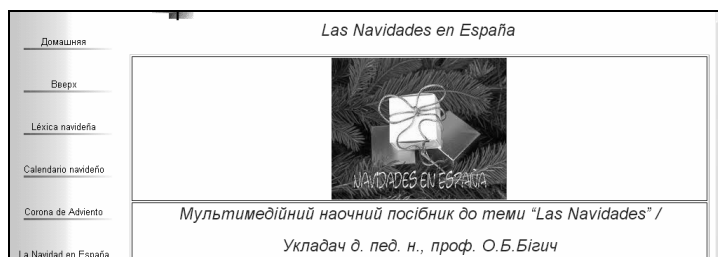 Las Navidades en España
Домашняя
Вверх
Léxica navideña
Calendario navideño
Corona de Adviento
La Navidad en España
NAVIDADES EN ESPAÑA
Мультимедійний наочний посібник до теми “Las Navidades” /
Укладач д. пед. н., проф. О.Б.Бігич